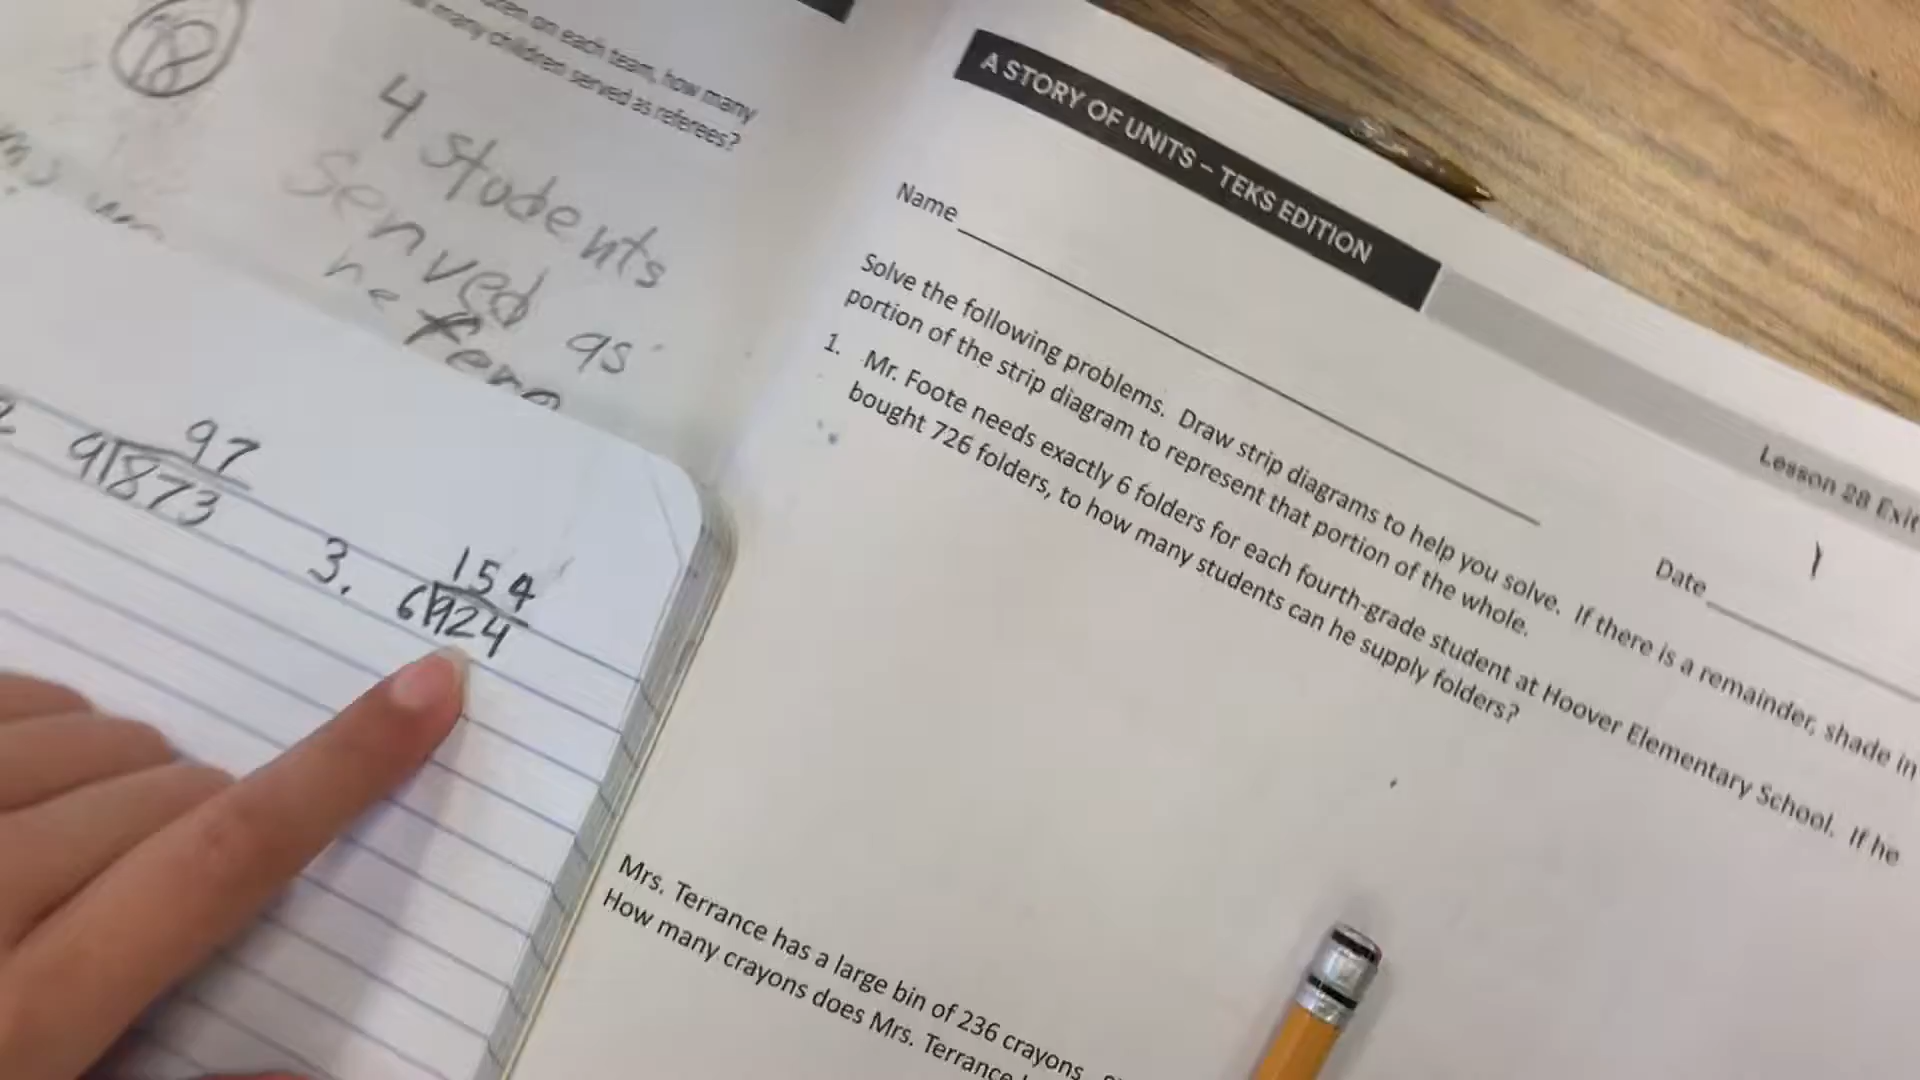 on each team, how many
many children served as referees?
4 students
served as
97
9 873
3.
154
6 924
A STORY OF UNITS – TEKS EDITION
Lesson 28 Exit
Name
Date
Solve the following problems. Draw strip diagrams to help you solve. If there is a remainder, shade in
portion of the strip diagram to represent that portion of the whole.
1. Mr. Foote needs exactly 6 folders for each fourth-grade student at Hoover Elementary School. If he
bought 726 folders, to how many students can he supply folders?
Mrs. Terrance has a large bin of 236 crayons.
How many crayons does Mrs. Terrance